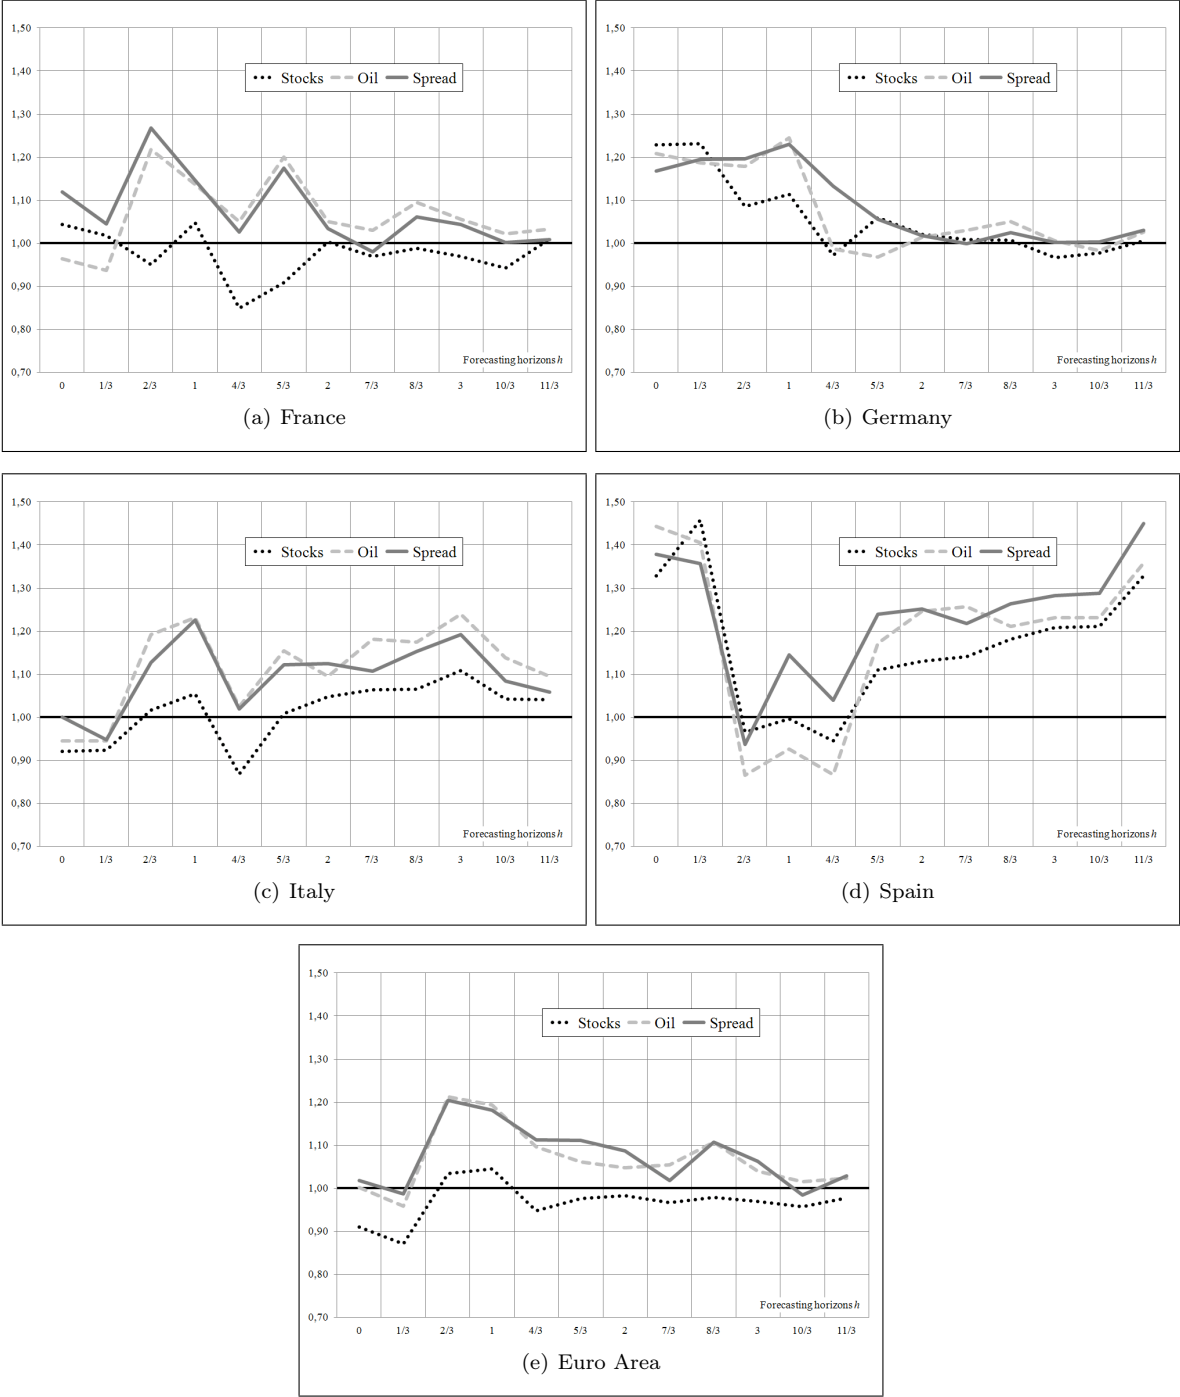 1,50
1,40
1,30
1,20
1,10
1,00
0,90
0,80
0,70
Stocks Oil Spread
Forecasting horizons h
0 1/3 2/3 1 4/3 5/3 2 7/3 8/3 3 10/3 11/3
(a) France
1,50
1,40
1,30
1,20
1,10
1,00
0,90
0,80
0,70
Stocks Oil Spread
Forecasting horizons h
0 1/3 2/3 1 4/3 5/3 2 7/3 8/3 3 10/3 11/3
(b) Germany
1,50
1,40
1,30
1,20
1,10
1,00
0,90
0,80
0,70
Stocks Oil Spread
Forecasting horizons h
0 1/3 2/3 1 4/3 5/3 2 7/3 8/3 3 10/3 11/3
(c) Italy
1,50
1,40
1,30
1,20
1,10
1,00
0,90
0,80
0,70
Stocks Oil Spread
Forecasting horizons h
0 1/3 2/3 1 4/3 5/3 2 7/3 8/3 3 10/3 11/3
(d) Spain
1,50
1,40
1,30
1,20
1,10
1,00
0,90
0,80
0,70
Stocks Oil Spread
Forecasting horizons h
0 1/3 2/3 1 4/3 5/3 2 7/3 8/3 3 10/3 11/3
(e) Euro Area